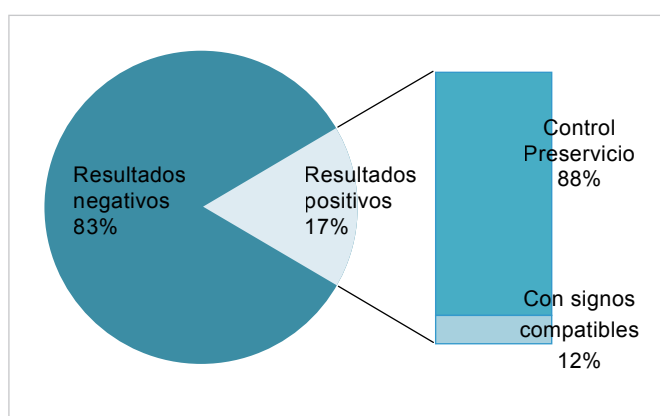 Resultados
negativos
83%
Resultados
positivos
17%
Control
Preservicio
88%
Con signos
compatibles
12%